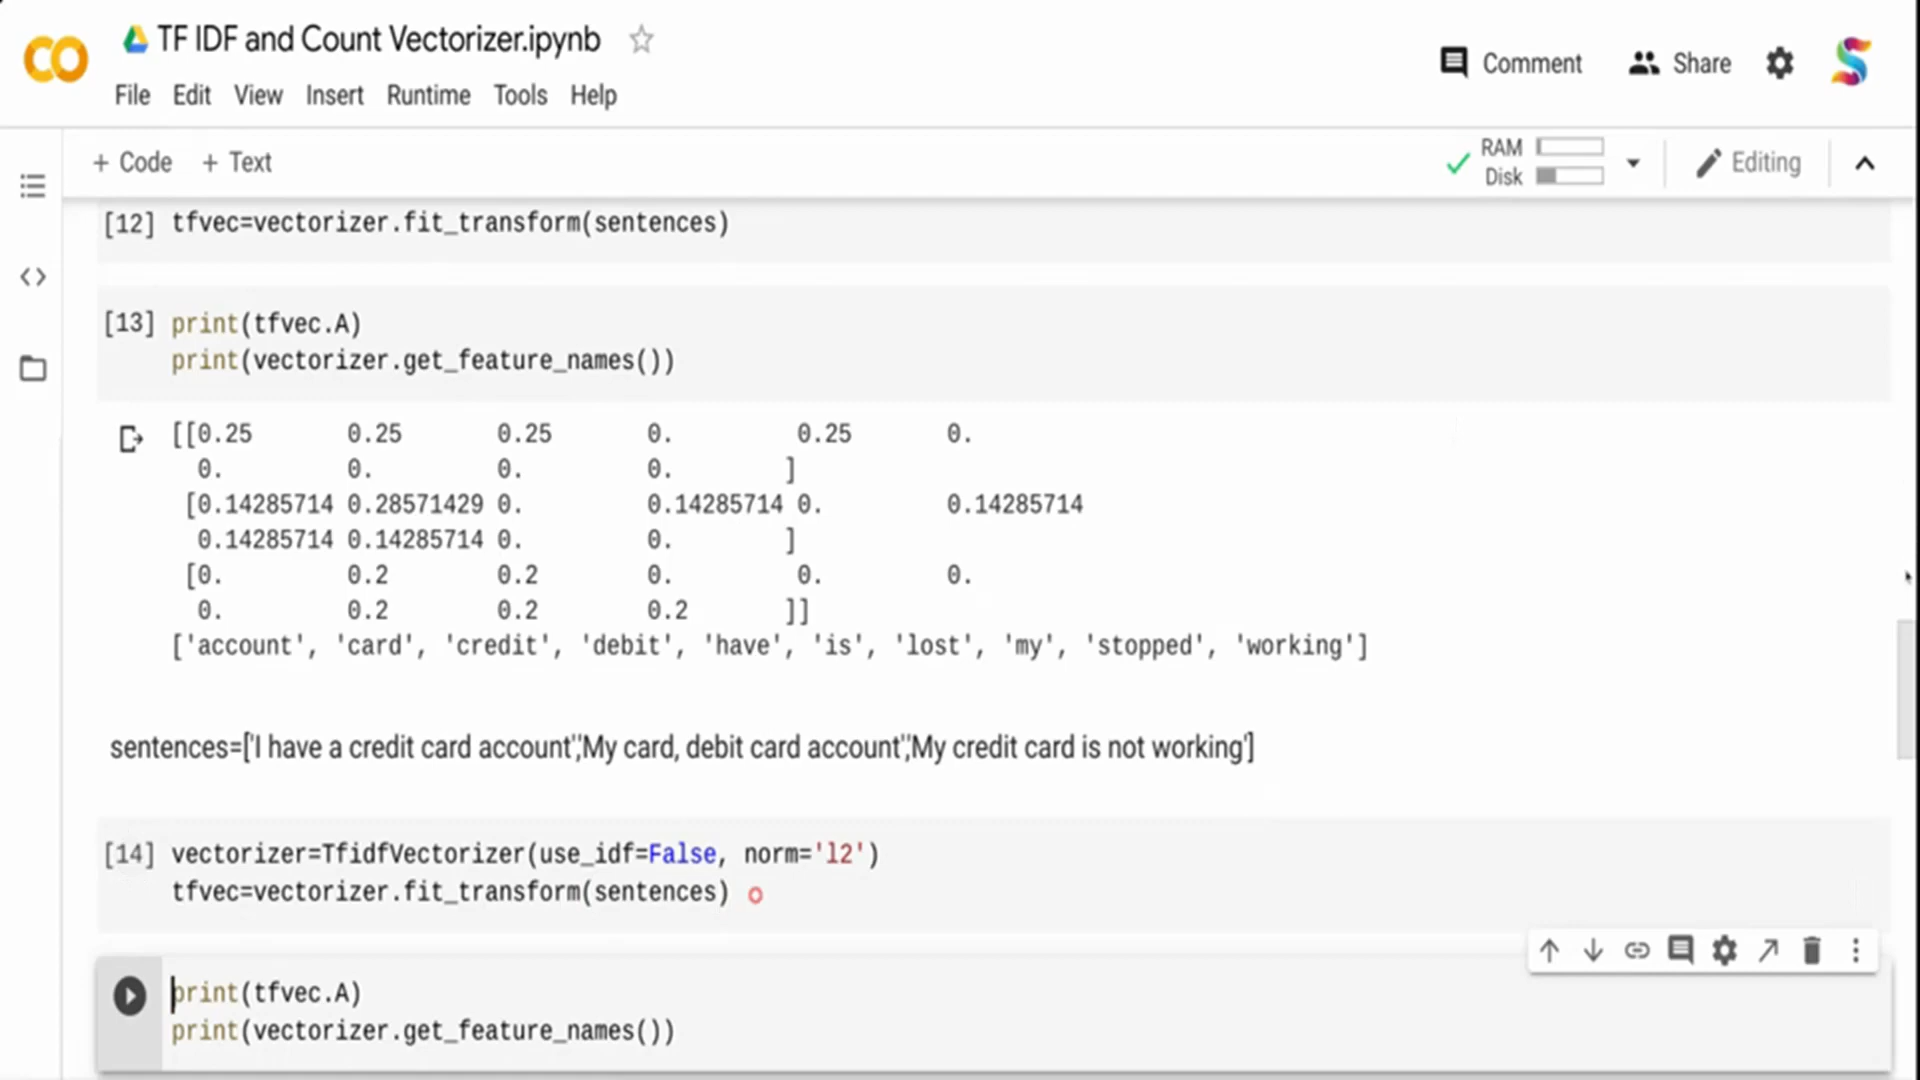 TF IDF and Count Vectorizer.ipynb
Comment Share
File Edit View Insert Runtime Tools Help
+ Code + Text
RAM
Disk
Editing
[12] tfvec=vectorizer.fit_transform(sentences)
[13] print(tfvec.A)
print(vectorizer.get_feature_names())
[[0.25 0.25 0.25 0. 0.25 0.
0. 0. 0. 0. ]
[0.14285714 0.28571429 0. 0.14285714 0. 0.14285714
0.14285714 0.14285714 0. 0. ]
[0. 0.2 0.2 0. 0. 0.
0. 0.2 0.2 0.2 ]]
['account', 'card', 'credit', 'debit', 'have', 'is', 'lost', 'my', 'stopped', 'working']
sentences=['I have a credit card account','My card, debit card account','My credit card is not working']
[14] vectorizer=TfidfVectorizer(use_idf=False, norm='l2')
tfvec=vectorizer.fit_transform(sentences)
print(tfvec.A)
print(vectorizer.get_feature_names())